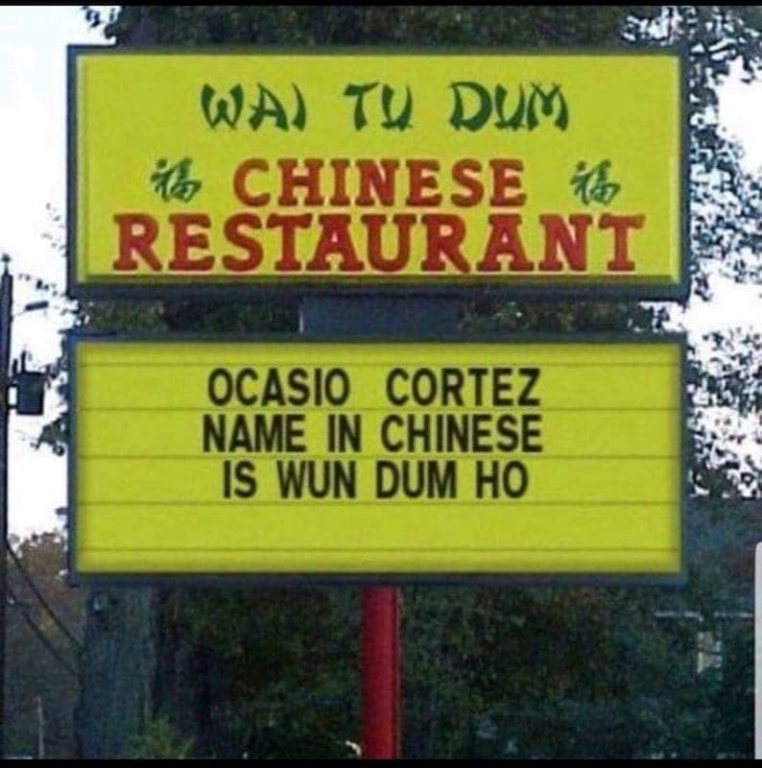 WAI TU DUM
福 CHINESE 福
RESTAURANT
OCASIO CORTEZ
NAME IN CHINESE
IS WUN DUM HO